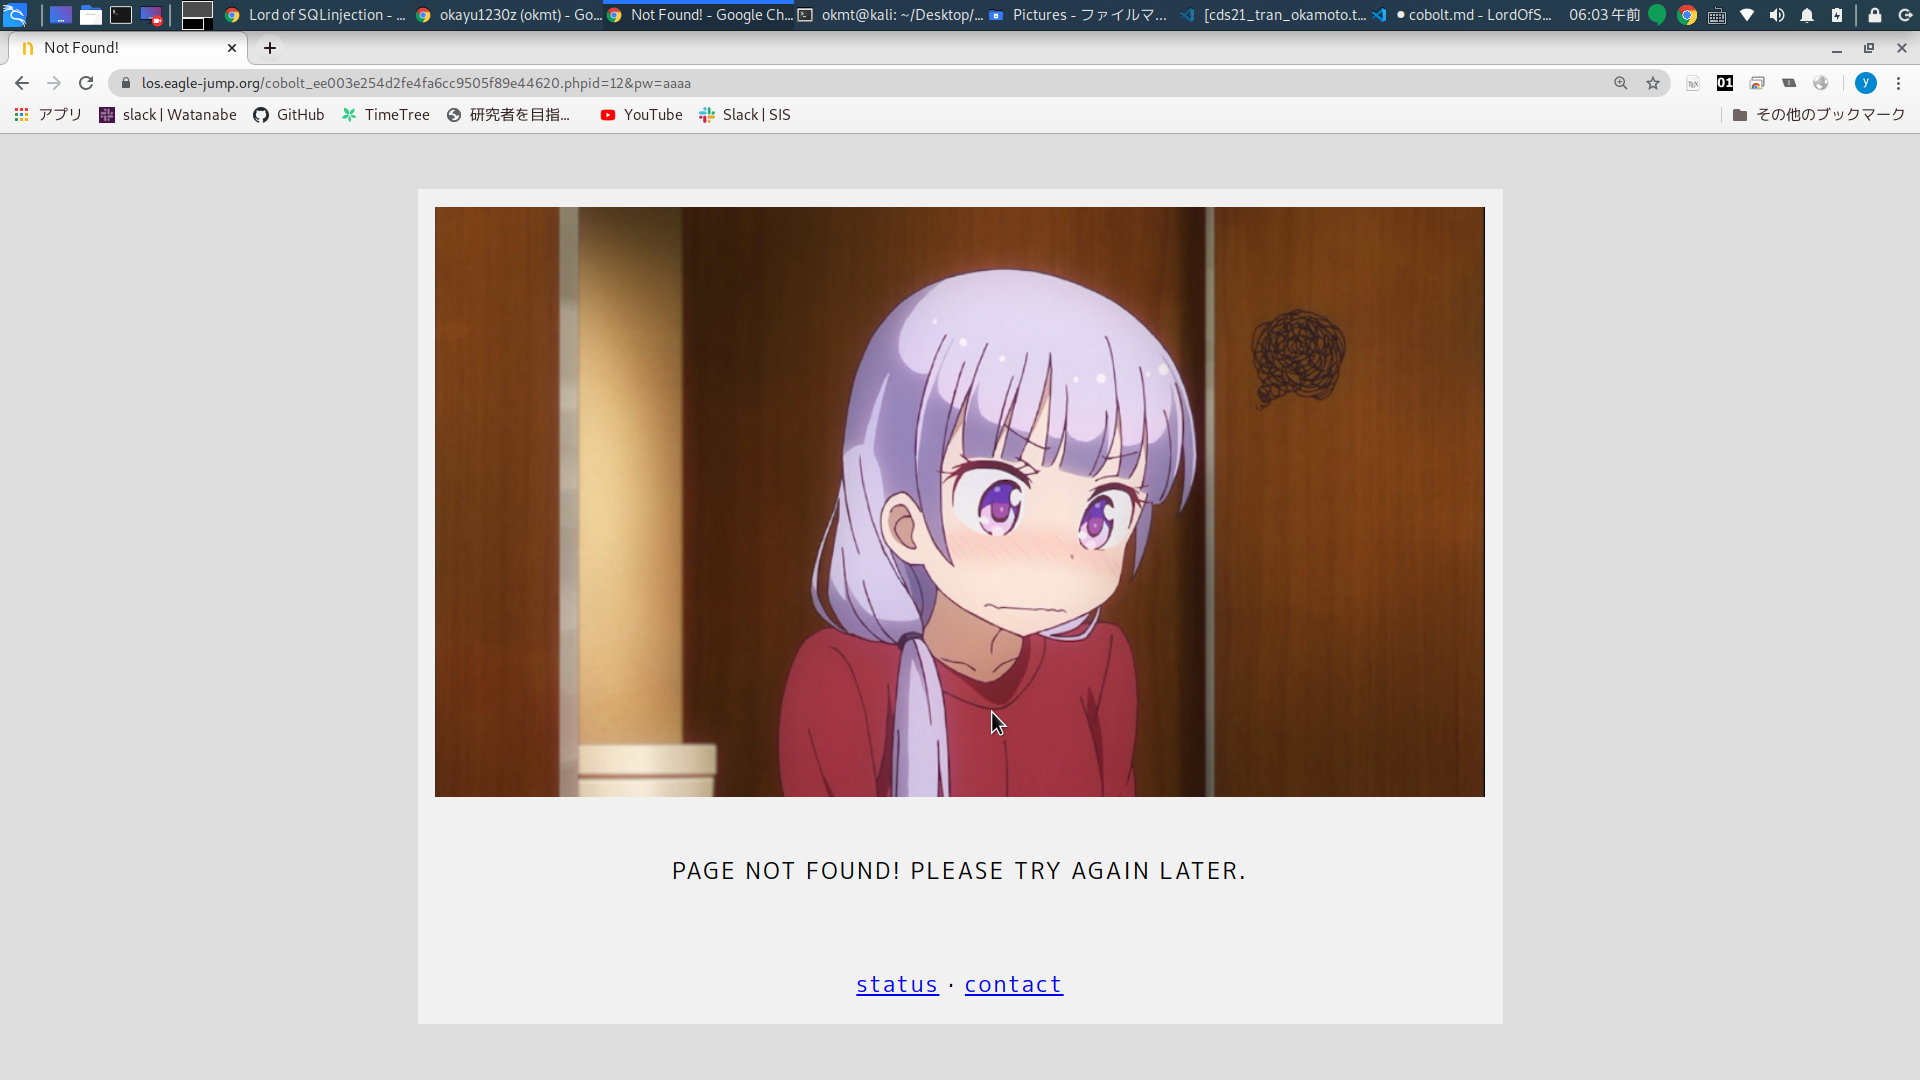 Lord of SQLinjection - ...
okayu1230z (okmt) - Go...
Not Found! - Google Ch...
okmt@kali: ~/Desktop/...
Pictures - ファイルマ...
[cds21_tran_okamoto.t...
● cobolt.md - LordOfS...
06:03 午前
Not Found!
los.eagle-jump.org/cobolt_ee003e254d2fe4fa6cc9505f89e44620.phpid=12&pw=aaaa
01
y
アプリ
slack | Watanabe
GitHub
TimeTree
研究者を目指...
YouTube
Slack | SIS
その他のブックマーク
PAGE NOT FOUND! PLEASE TRY AGAIN LATER.
status · contact